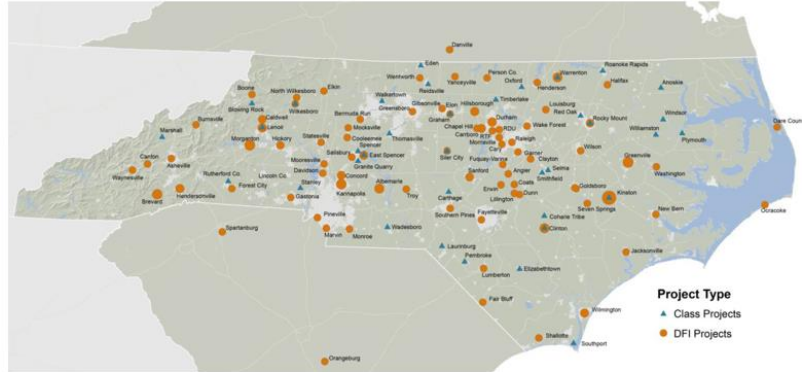 Danville
Eden
Wentworth
Reidsville
Yanceyville
Person Co.
Oxford
Warrenton
Henderson
Roanoke Rapids
Halifax
Ahoskie
Boone
Blowing Rock
North Wilkesboro
Wilkesboro
Elkin
Walkertown
Greensboro
Gibsonville
Elon
Graham
Hillsborough
Timberlake
Louisburg
Red Oak
Rocky Mount
Windsor
Williamston
Plymouth
Dare County
Burnsville
Marshall
Caldwell
Lenoir
Morganton
Hickory
Statesville
Bermuda Run
Mocksville
Cooleemee
Spencer
Thomasville
Chapel Hill
Carrboro
Durham
RTP
RDU
Morrisville
Wake Forest
Cary
Raleigh
Garner
Wilson
Greenville
Washington
Canton
Asheville
Waynesville
Rutherford Co.
Lincoln Co.
Salisbury
East Spencer
Granite Quarry
Siler City
Fuquay-Varina
Clayton
Selma
Smithfield
Mooresville
Davidson
Concord
Kannapolis
Albemarle
Troy
Sanford
Angier
Erwin
Coats
Dunn
Lillington
Goldsboro
Kinston
Seven Springs
Brevard
Hendersonville
Forest City
Stanley
Gastonia
Carthage
Southern Pines
Fayetteville
Coharie Tribe
Clinton
New Bern
Ocracoke
Spartanburg
Pineville
Marvin
Monroe
Wadesboro
Laurinburg
Pembroke
Lumberton
Elizabethtown
Jacksonville
Fair Bluff
Wilmington
Shallotte
Southport
Orangeburg
Project Type
Class Projects
DFI Projects